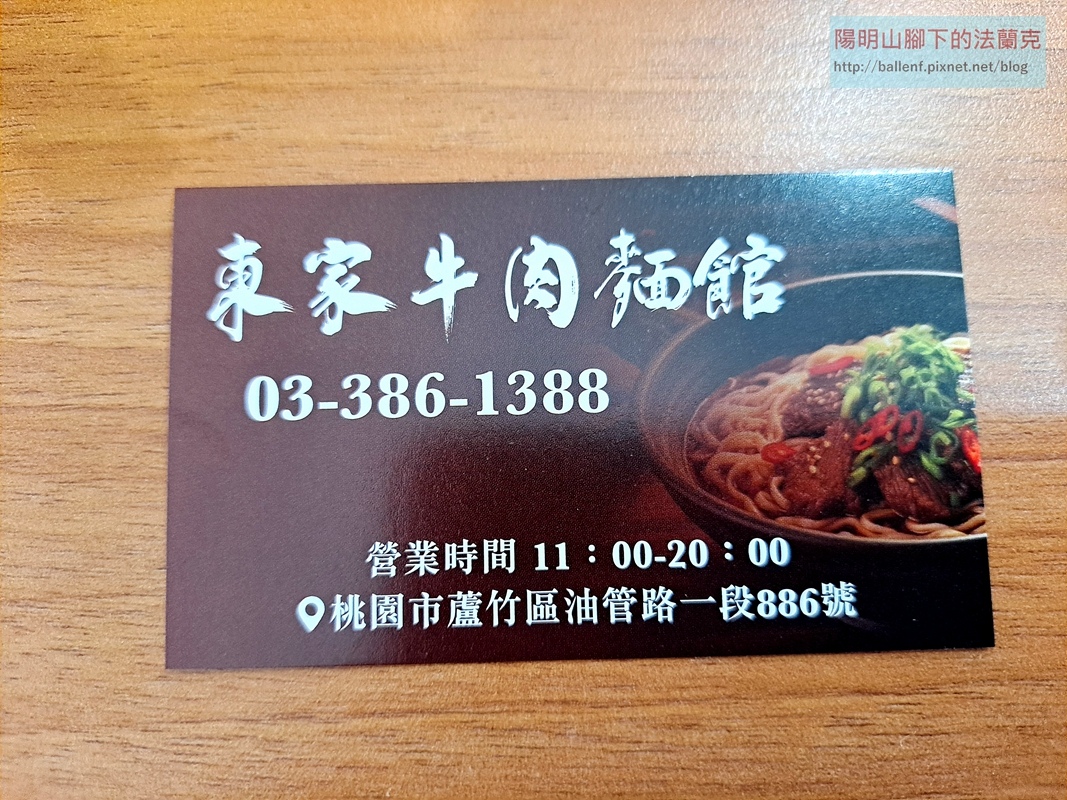 陽明山腳下的法蘭克
http://ballenf.pixnet.net/blog
東家牛肉麵館
03-386-1388
營業時間 11：00-20：00
桃園市蘆竹區油管路一段886號